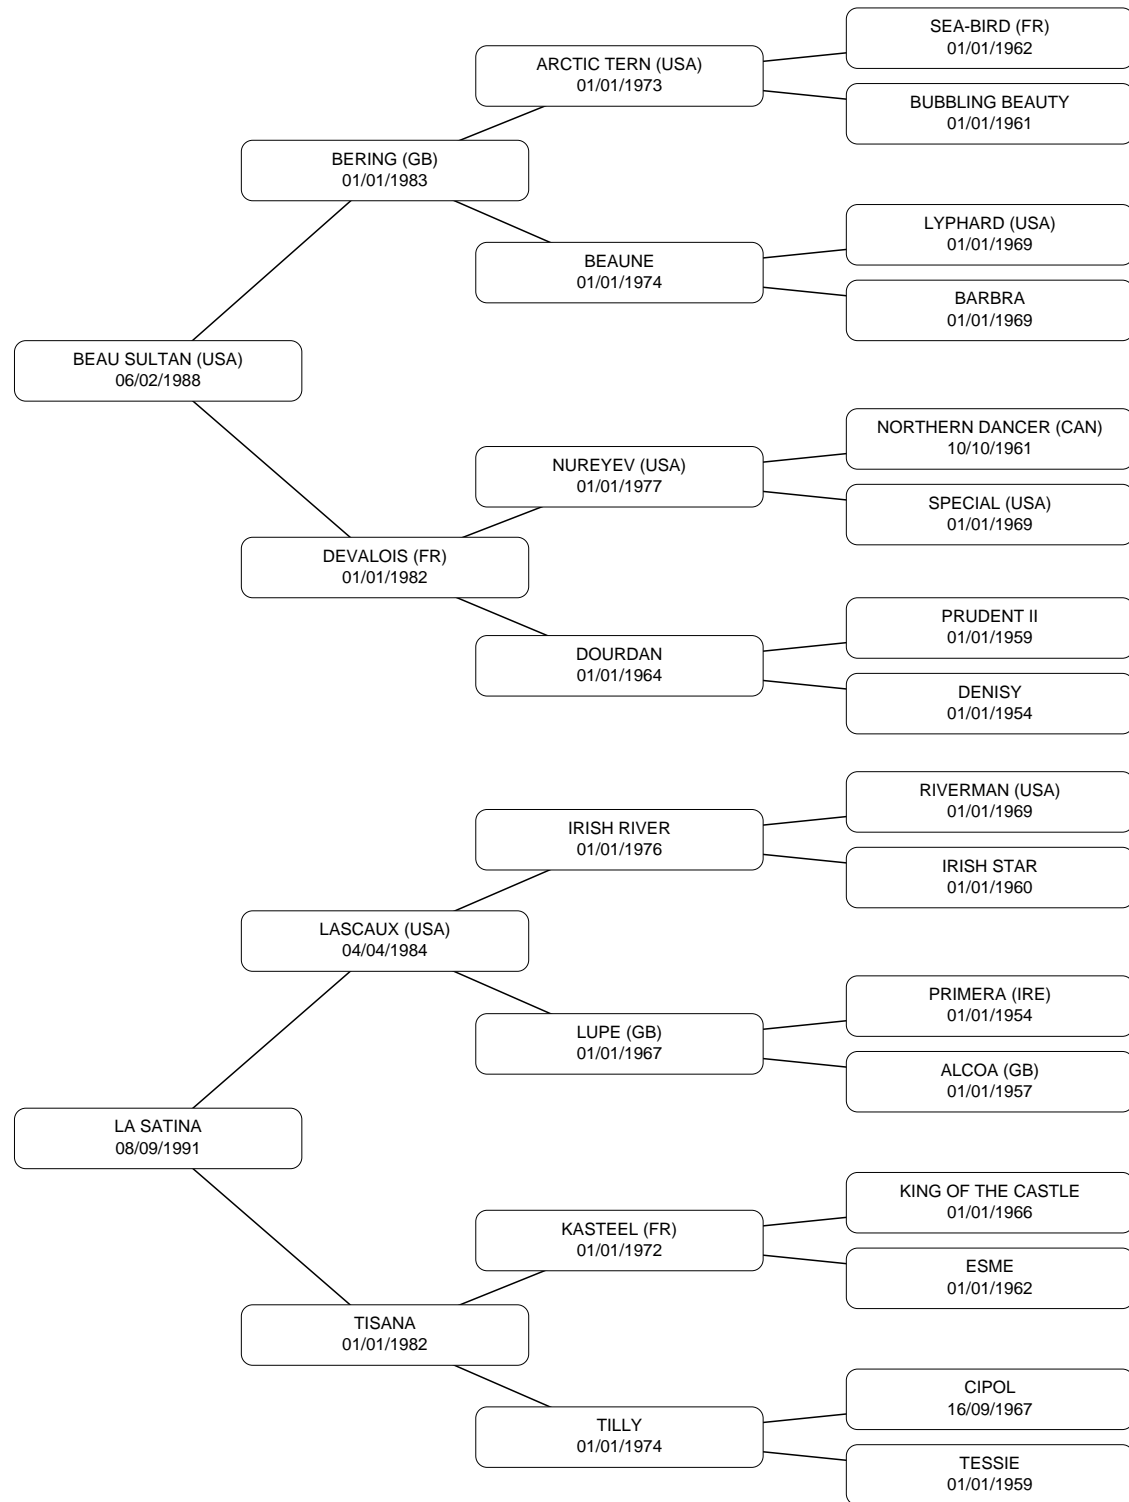 SEA-BIRD (FR)
01/01/1962
ARCTIC TERN (USA)
01/01/1973
BUBBLING BEAUTY
01/01/1961
BERING (GB)
01/01/1983
LYPHARD (USA)
01/01/1969
BEAUNE
01/01/1974
BARBRA
01/01/1969
BEAU SULTAN (USA)
06/02/1988
NORTHERN DANCER (CAN)
10/10/1961
NUREYEV (USA)
01/01/1977
SPECIAL (USA)
01/01/1969
DEVALOIS (FR)
01/01/1982
PRUDENT II
01/01/1959
DOURDAN
01/01/1964
DENISY
01/01/1954
RIVERMAN (USA)
01/01/1969
IRISH RIVER
01/01/1976
IRISH STAR
01/01/1960
LASCAUX (USA)
04/04/1984
PRIMERA (IRE)
01/01/1954
LUPE (GB)
01/01/1967
ALCOA (GB)
01/01/1957
LA SATINA
08/09/1991
KING OF THE CASTLE
01/01/1966
KASTEEL (FR)
01/01/1972
ESME
01/01/1962
TISANA
01/01/1982
CIPOL
16/09/1967
TILLY
01/01/1974
TESSIE
01/01/1959